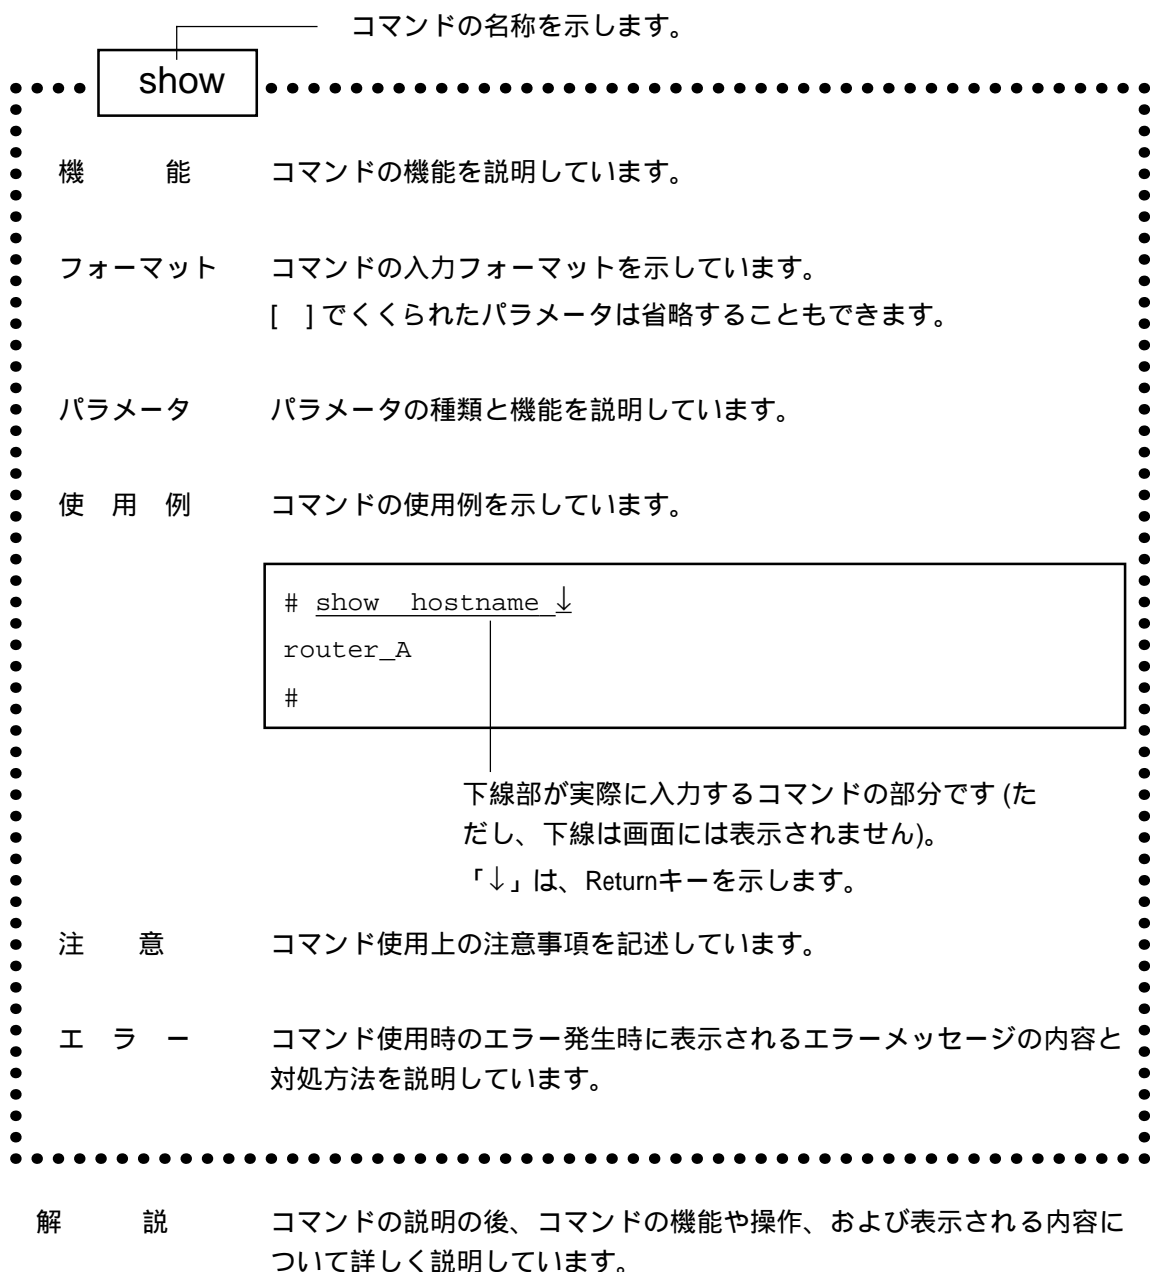 コマンドの名称を示します。
show
機　　　能　　　コマンドの機能を説明しています。
フォーマット　　コマンドの入力フォーマットを示しています。
[　] でくくられたパラメータは省略することもできます。
パラメータ　　　パラメータの種類と機能を説明しています。
使　用　例　　　コマンドの使用例を示しています。
# show  hostname ↓
router_A
#
下線部が実際に入力するコマンドの部分です (た
だし、下線は画面には表示されません)。
「↓」は、Returnキーを示します。
注　　意　　　　コマンド使用上の注意事項を記述しています。
エ　ラ　ー　　　コマンド使用時のエラー発生時に表示されるエラーメッセージの内容と
対処方法を説明しています。
解　　　説　　　コマンドの説明の後、コマンドの機能や操作、および表示される内容に
ついて詳しく説明しています。